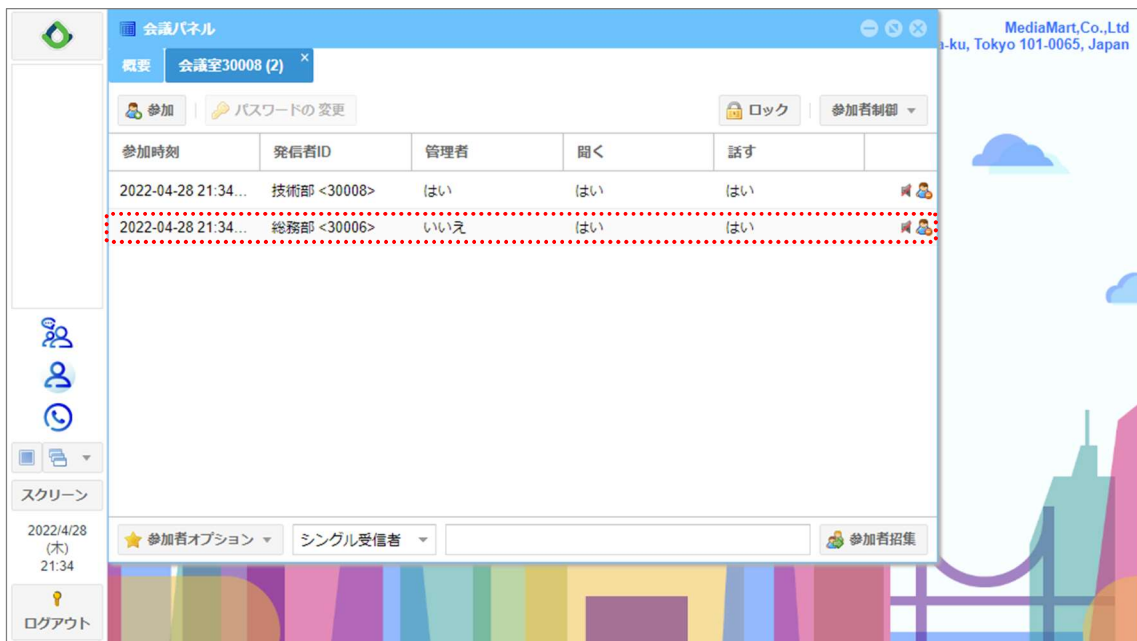 会議パネル
MediaMart,Co.,Ltd
-ku, Tokyo 101-0065, Japan
概要 会議室30008 (2) ×
参加 パスワードの 変更 ロック 参加者制御
参加時刻 発信者ID 管理者 聞く 話す
2022-04-28 21:34... 技術部 <30008> はい はい はい
2022-04-28 21:34... 総務部 <30006> いいえ はい はい
参加者オプション シングル受信者 参加者招集
スクリーン
2022/4/28
(木)
21:34
ログアウト